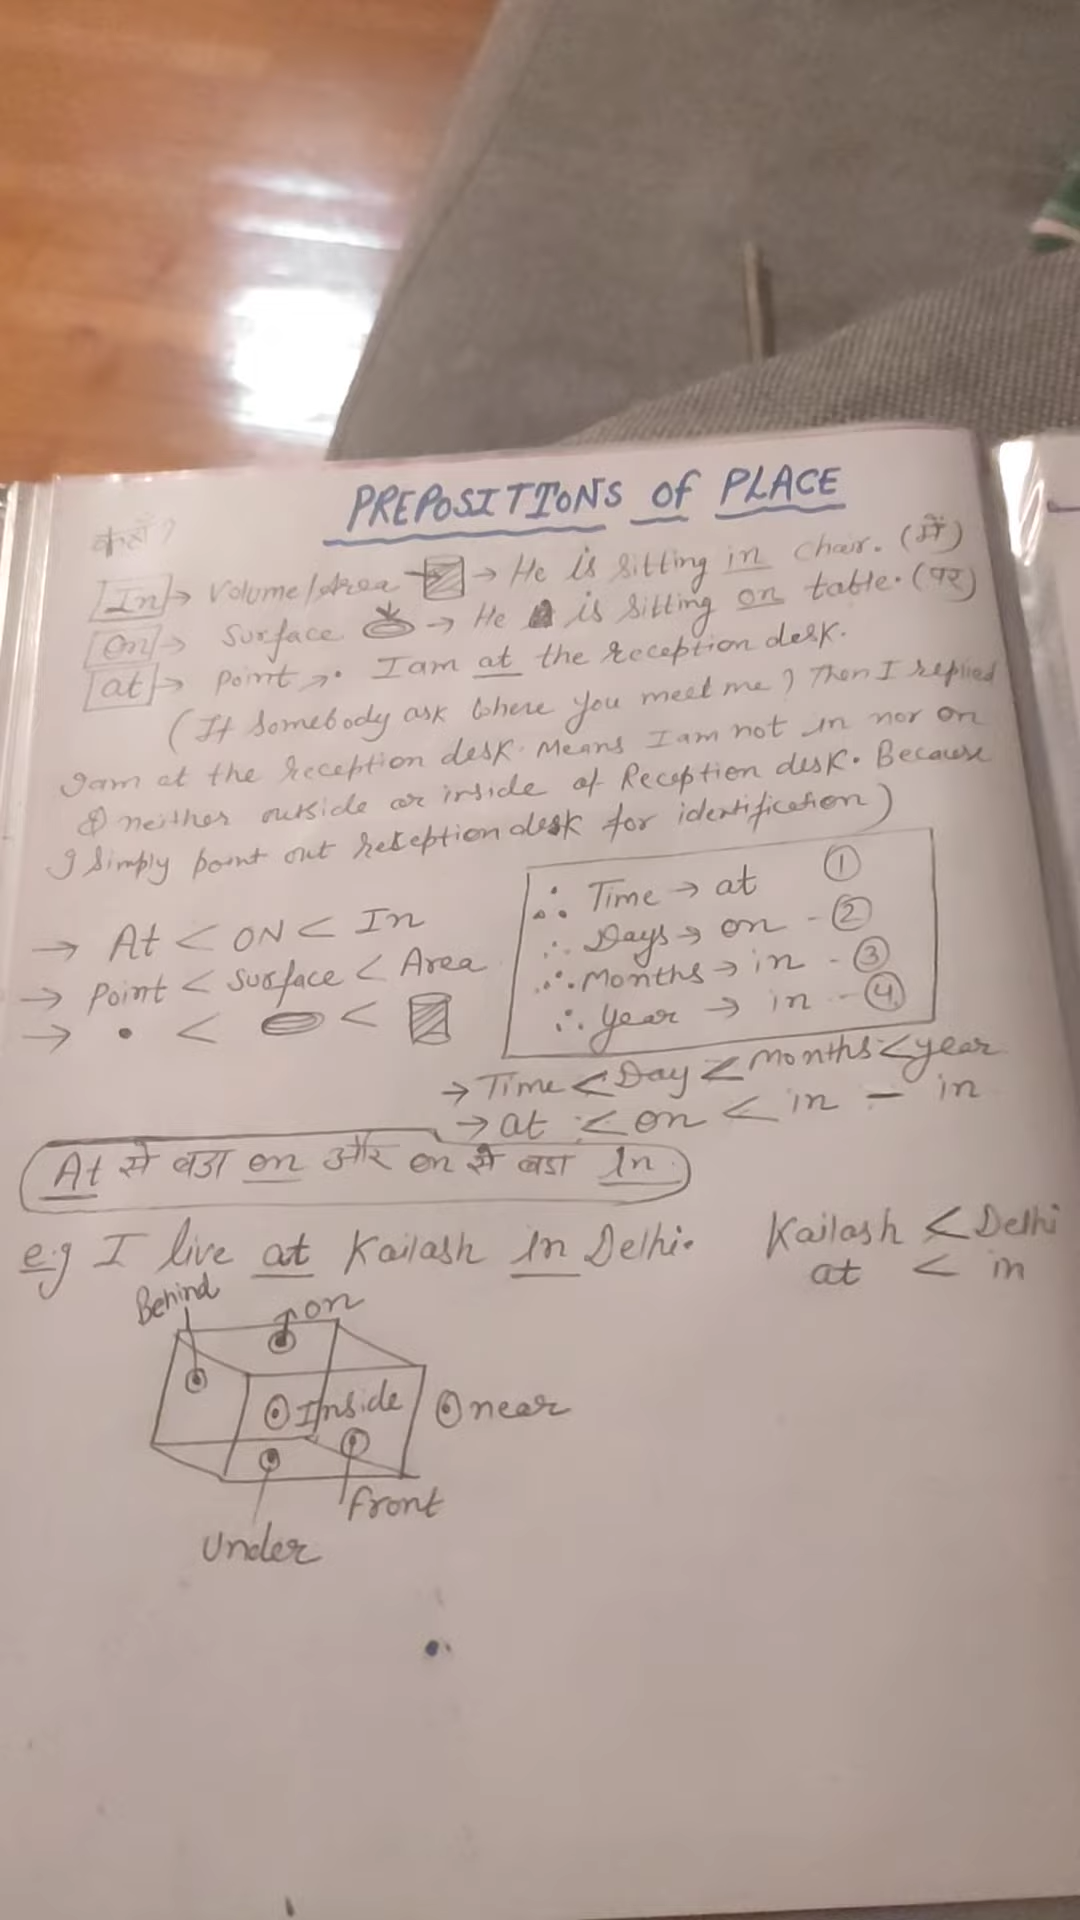 PREPOSITIONS OF PLACE
कहाँ?
In → Volume/Area → He is sitting in chair. (में)
on → Surface → He is sitting on table. (पर)
at → point → . I am at the reception desk.
(If somebody ask where you meet me? Then I replied
I am at the reception desk. Means I am not in nor on
neither outside or inside of Reception desk. Because
I simply point out reception desk for identification)
→ At < ON < In
→ Point < Surface < Area
→ • < <
∴ Time → at ①
∴ Days → on - ②
∴ Months → in - ③
∴ year → in - ④
→ Time < Day < Months < year
→ at < on < in – in
At से बड़ा on और on से बडा In.
e.g I live at Kailash In Delhi.
Kailash < Delhi
at < in
Behind
on
Inside
near
front
under